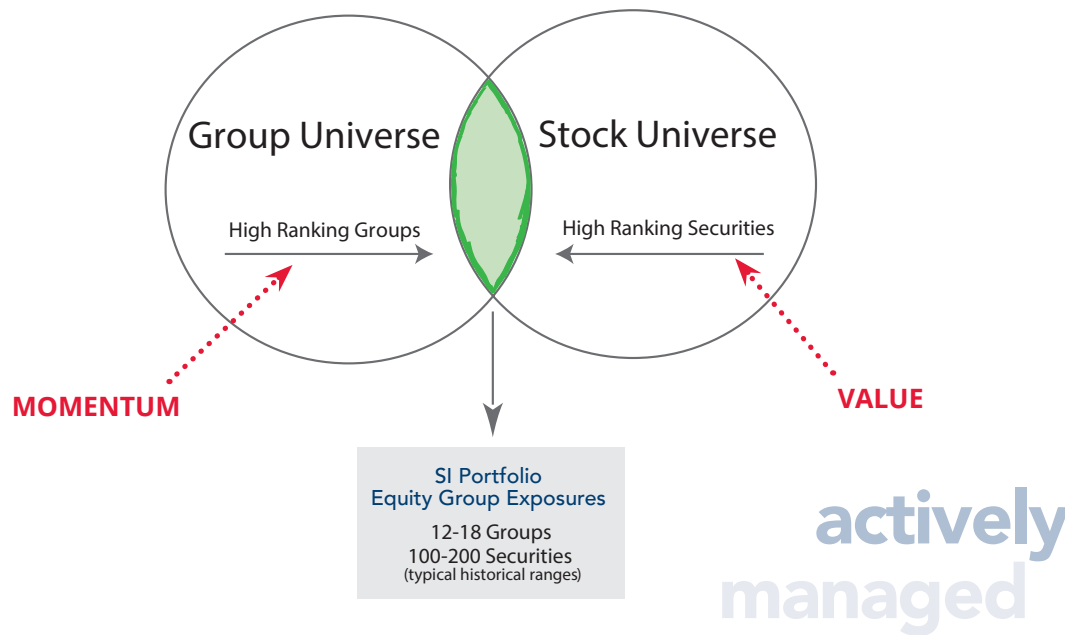 Group Universe
Stock Universe
High Ranking Groups
High Ranking Securities
MOMENTUM
VALUE
SI Portfolio
Equity Group Exposures
12-18 Groups
100-200 Securities
(typical historical ranges)
actively
managed